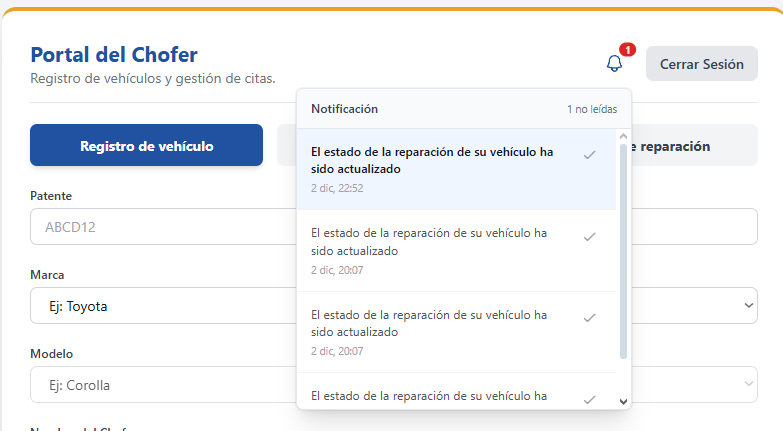 Portal del Chofer
Registro de vehículos y gestión de citas.
1
Cerrar Sesión
Notificación
1 no leídas
Registro de vehículo
e reparación
El estado de la reparación de su vehículo ha
sido actualizado
2 dic, 22:52
El estado de la reparación de su vehículo ha
sido actualizado
2 dic, 20:07
El estado de la reparación de su vehículo ha
sido actualizado
2 dic, 20:07
El estado de la reparación de su vehículo ha
Patente
ABCD12
Marca
Ej: Toyota
Modelo
Ej: Corolla